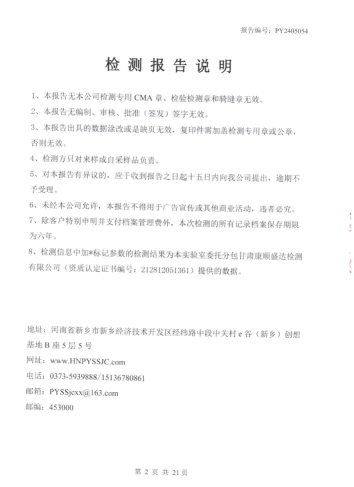 报告编号：PY2405054
检 测 报 告 说 明
1、本报告无本公司检测专用 CMA 章、检验检测章和骑缝章无效。
2、本报告无编制、审核、批准（签发）签字无效。
3、本报告出具的数据涂改或是缺页无效，复印件需加盖检测专用章或公章，
否则无效。
4、检测方只对来样或自采样品负责。
5、对本报告有异议的，应于收到报告之日起十五日内向我公司提出，逾期不
予受理。
6、未经本公司允许，本报告不得用于广告宣传或其他商业活动，违者必究。
7、除客户特别申明并支付档案管理费外，本次检测的所有记录档案保存期限
为六年。
8、检测信息中加*标记参数的检测结果为本实验室委托分包甘肃康顺盛达检测
有限公司（资质认定证书编号：212812051361）提供的数据。
地址：河南省新乡市新乡经济技术开发区经纬路中段中关村 e 谷（新乡）创想
基地 B 座 5 层 5 号
网址：www.HNPYSSJC.com
电话：0373-5939888/15136780861
邮箱：PYSSjcxx@163.com
邮编：453000
第 2 页 共 21 页